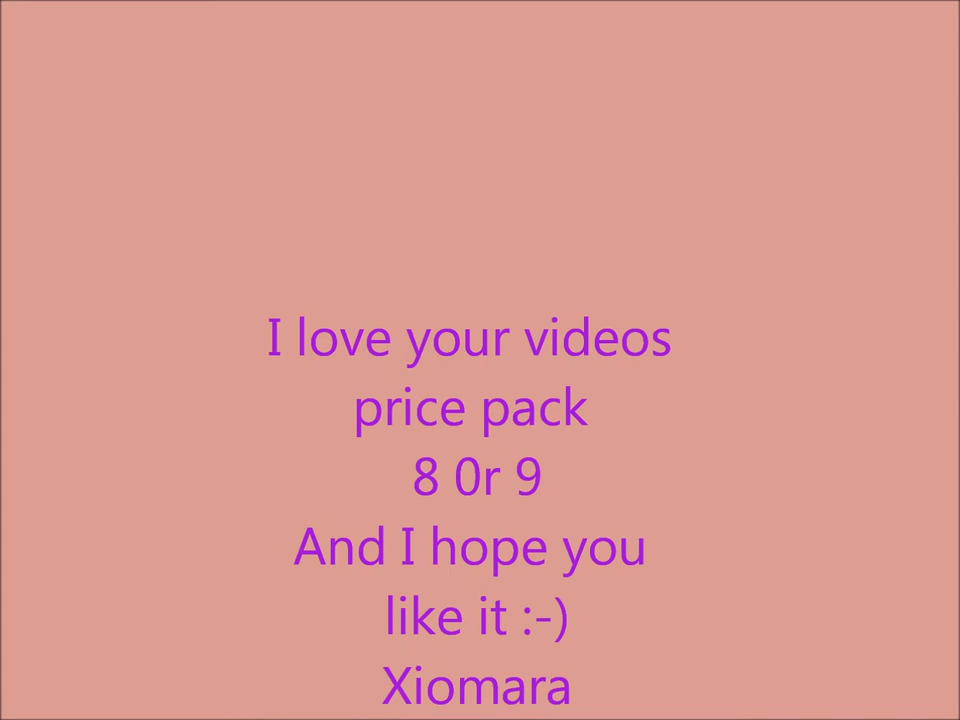 I love your videos
price pack
8 0r 9
And I hope you
like it :-)
Xiomara